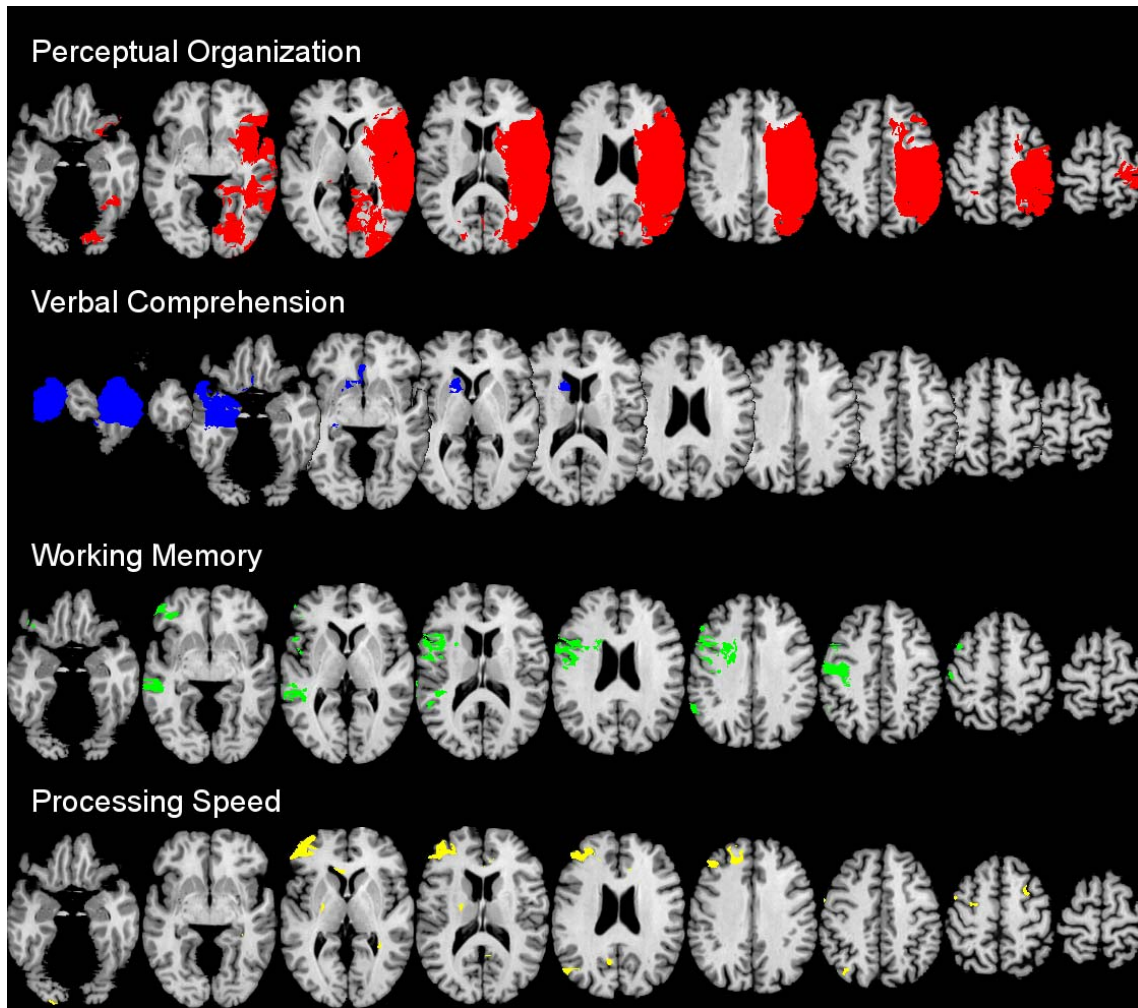 Perceptual Organization
Verbal Comprehension
Working Memory
Processing Speed